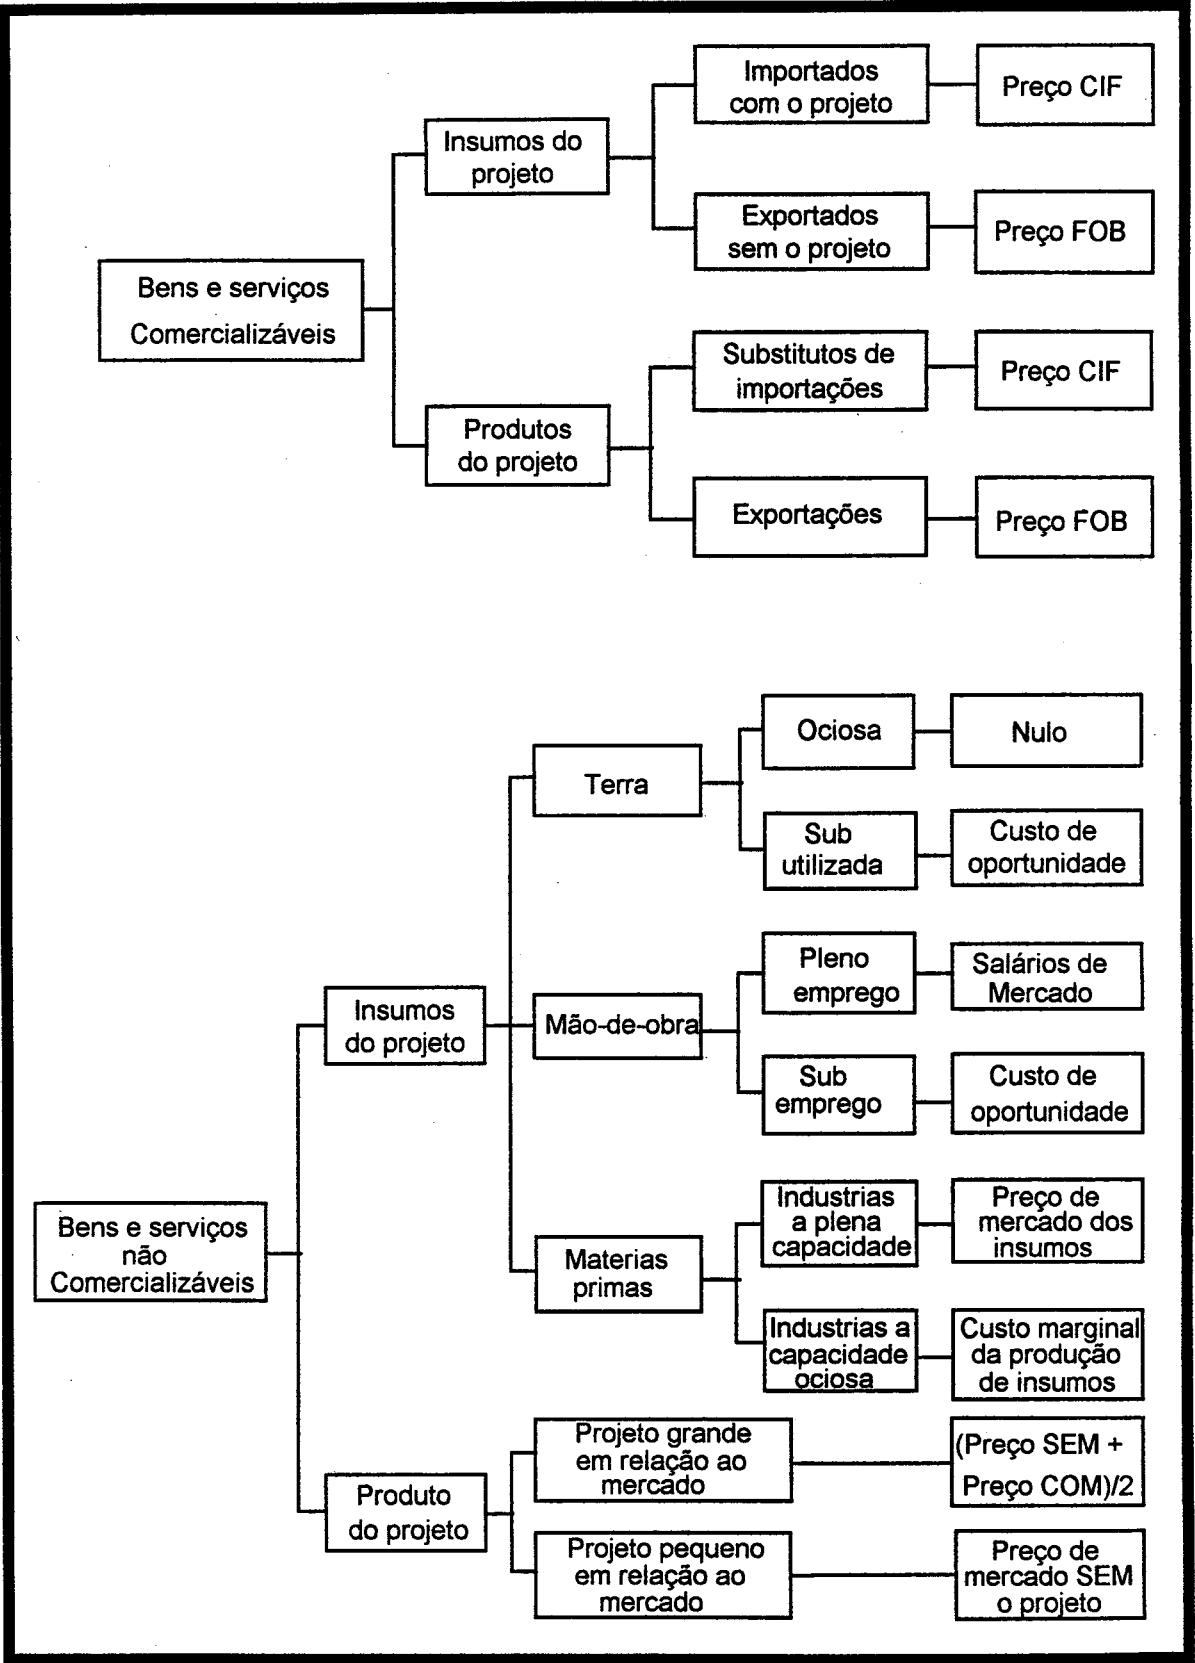 Importados
com o projeto
Preço CIF
Insumos do
projeto
Exportados
sem o projeto
Preço FOB
Bens e serviços
Comercializáveis
Substitutos de
importações
Preço CIF
Produtos
do projeto
Exportações
Preço FOB
Ociosa
Nulo
Terra
Sub
utilizada
Custo de
oportunidade
Pleno
emprego
Salários de
Mercado
Insumos
do projeto
Mão-de-obra
Sub
emprego
Custo de
oportunidade
Industrias
a plena
capacidade
Preço de
mercado dos
insumos
Bens e serviços
não
Comercializáveis
Materias
primas
Industrias a
capacidade
ociosa
Custo marginal
da produção
de insumos
Projeto grande
em relação ao
mercado
(Preço SEM +
Preço COM)/2
Produto
do projeto
Projeto pequeno
em relação ao
mercado
Preço de
mercado SEM
o projeto